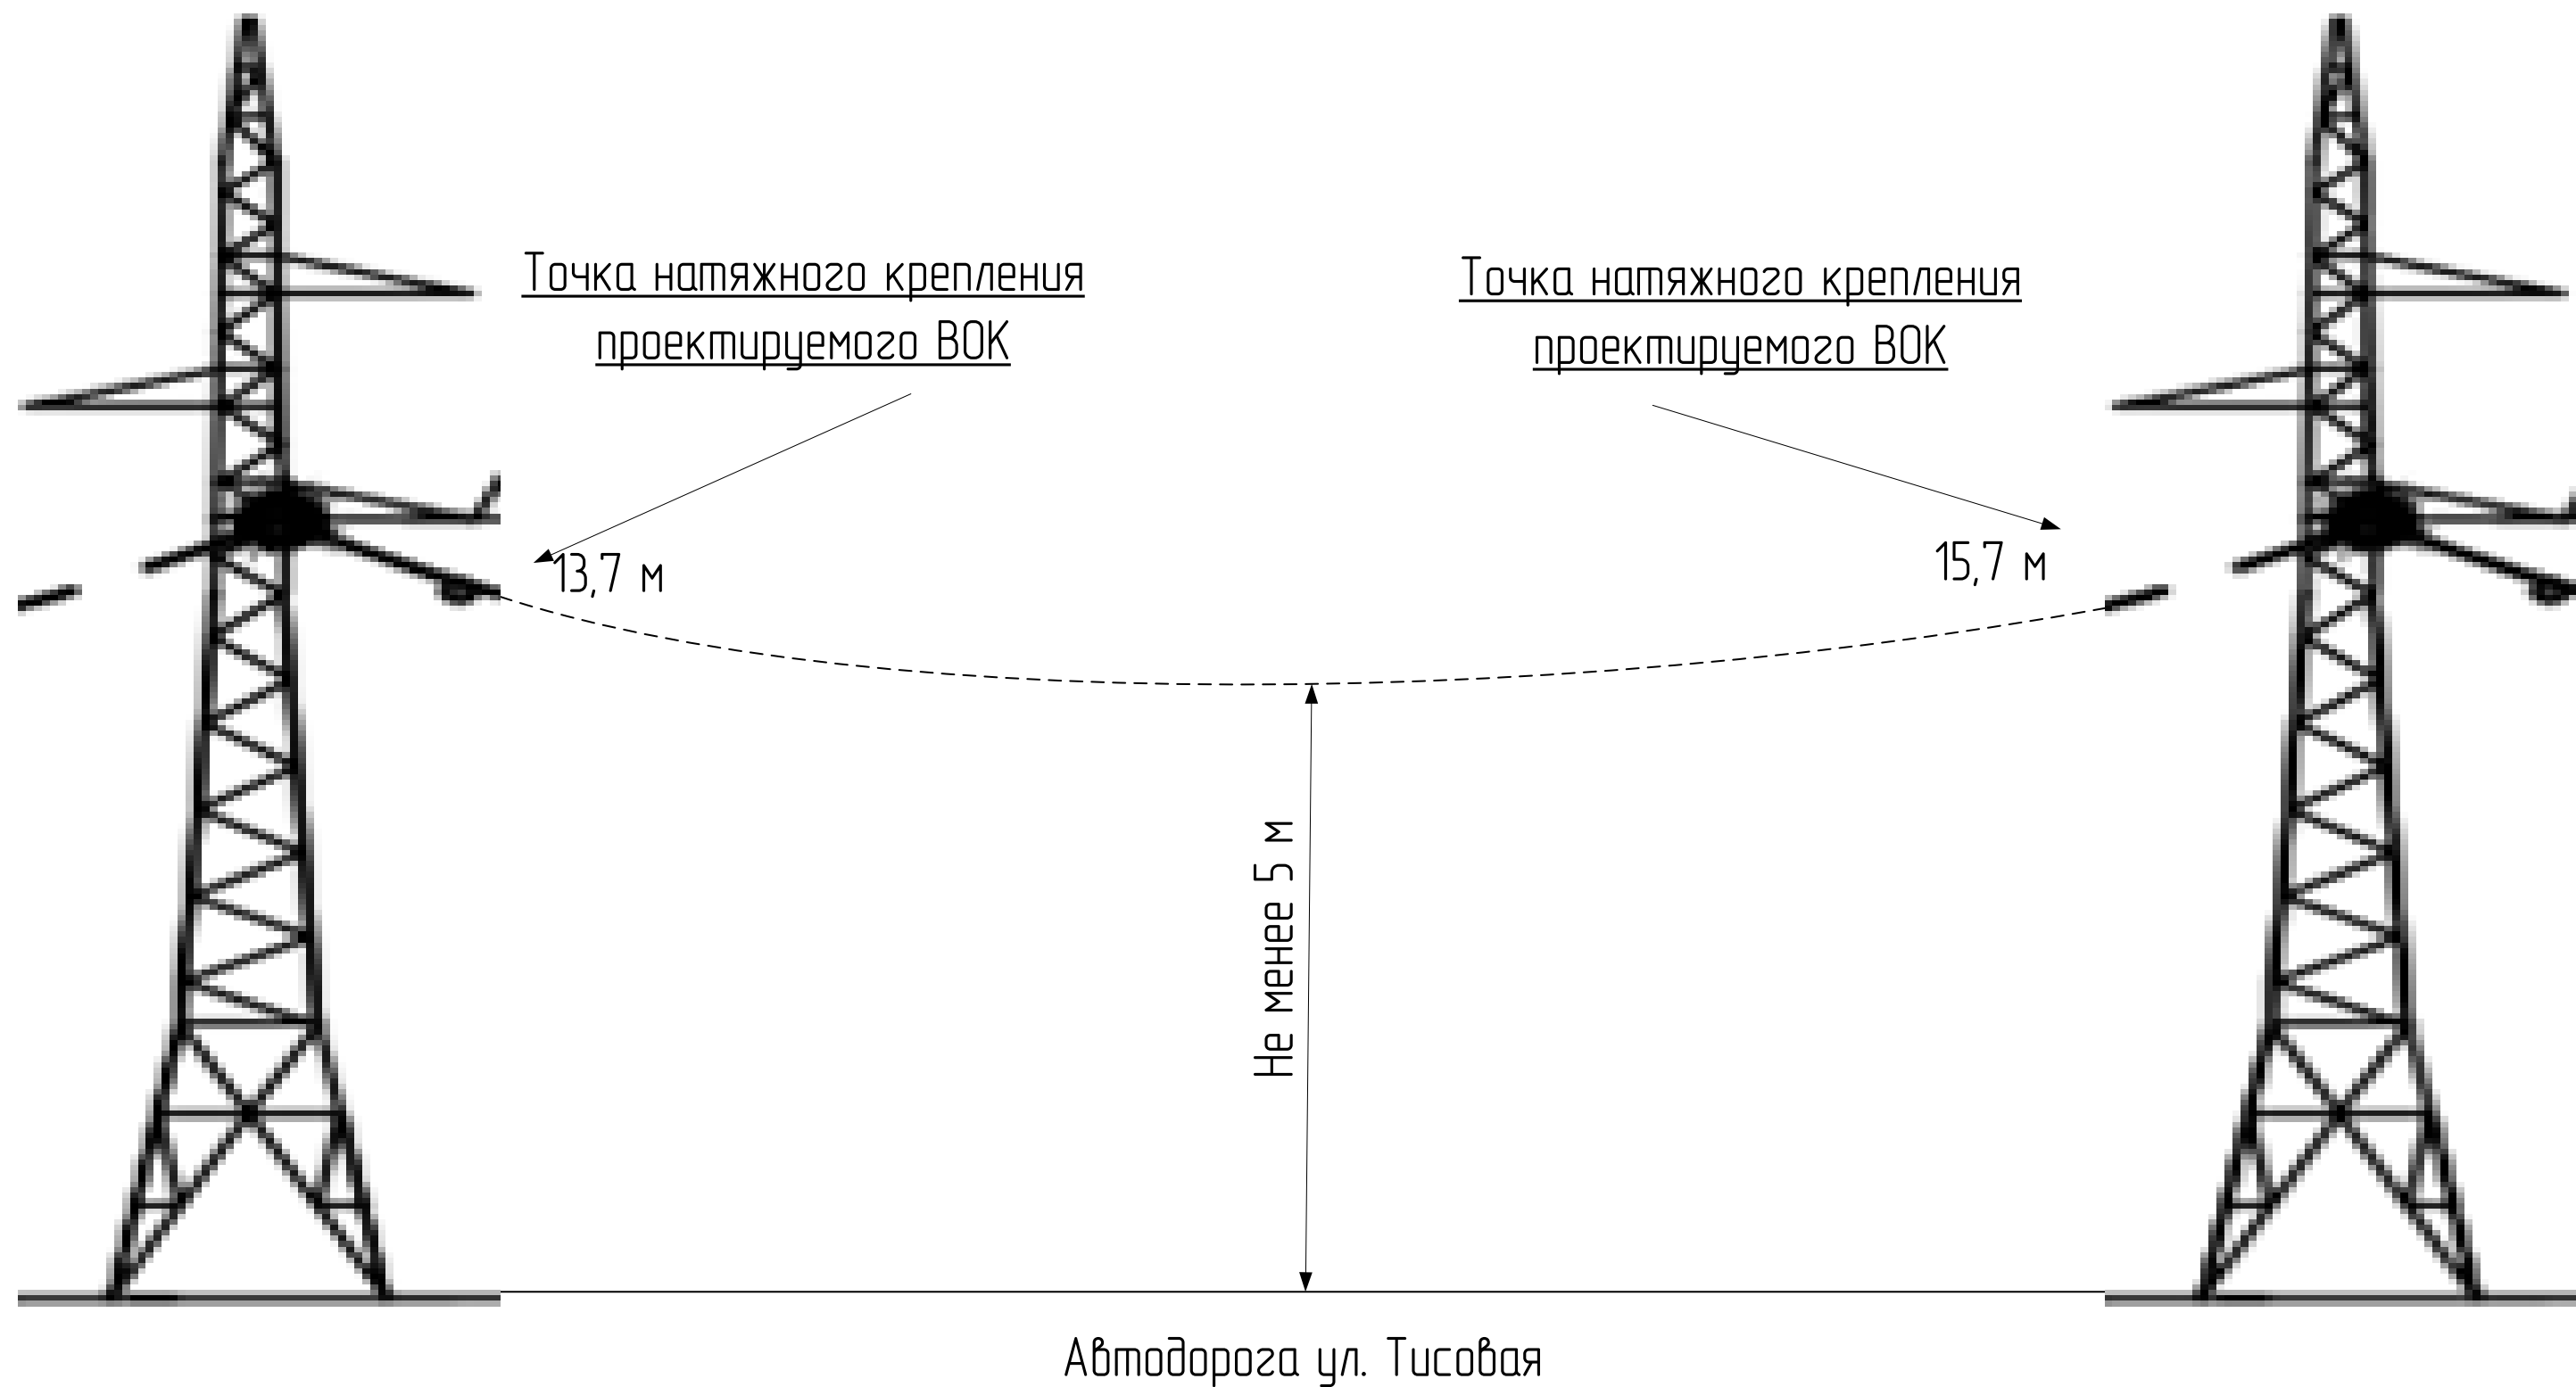 Точка натяжного крепления
проектируемого ВОК
Точка натяжного крепления
проектируемого ВОК
13,7 м
15,7 м
Не менее 5 м
Автодорога ул. Тисовая